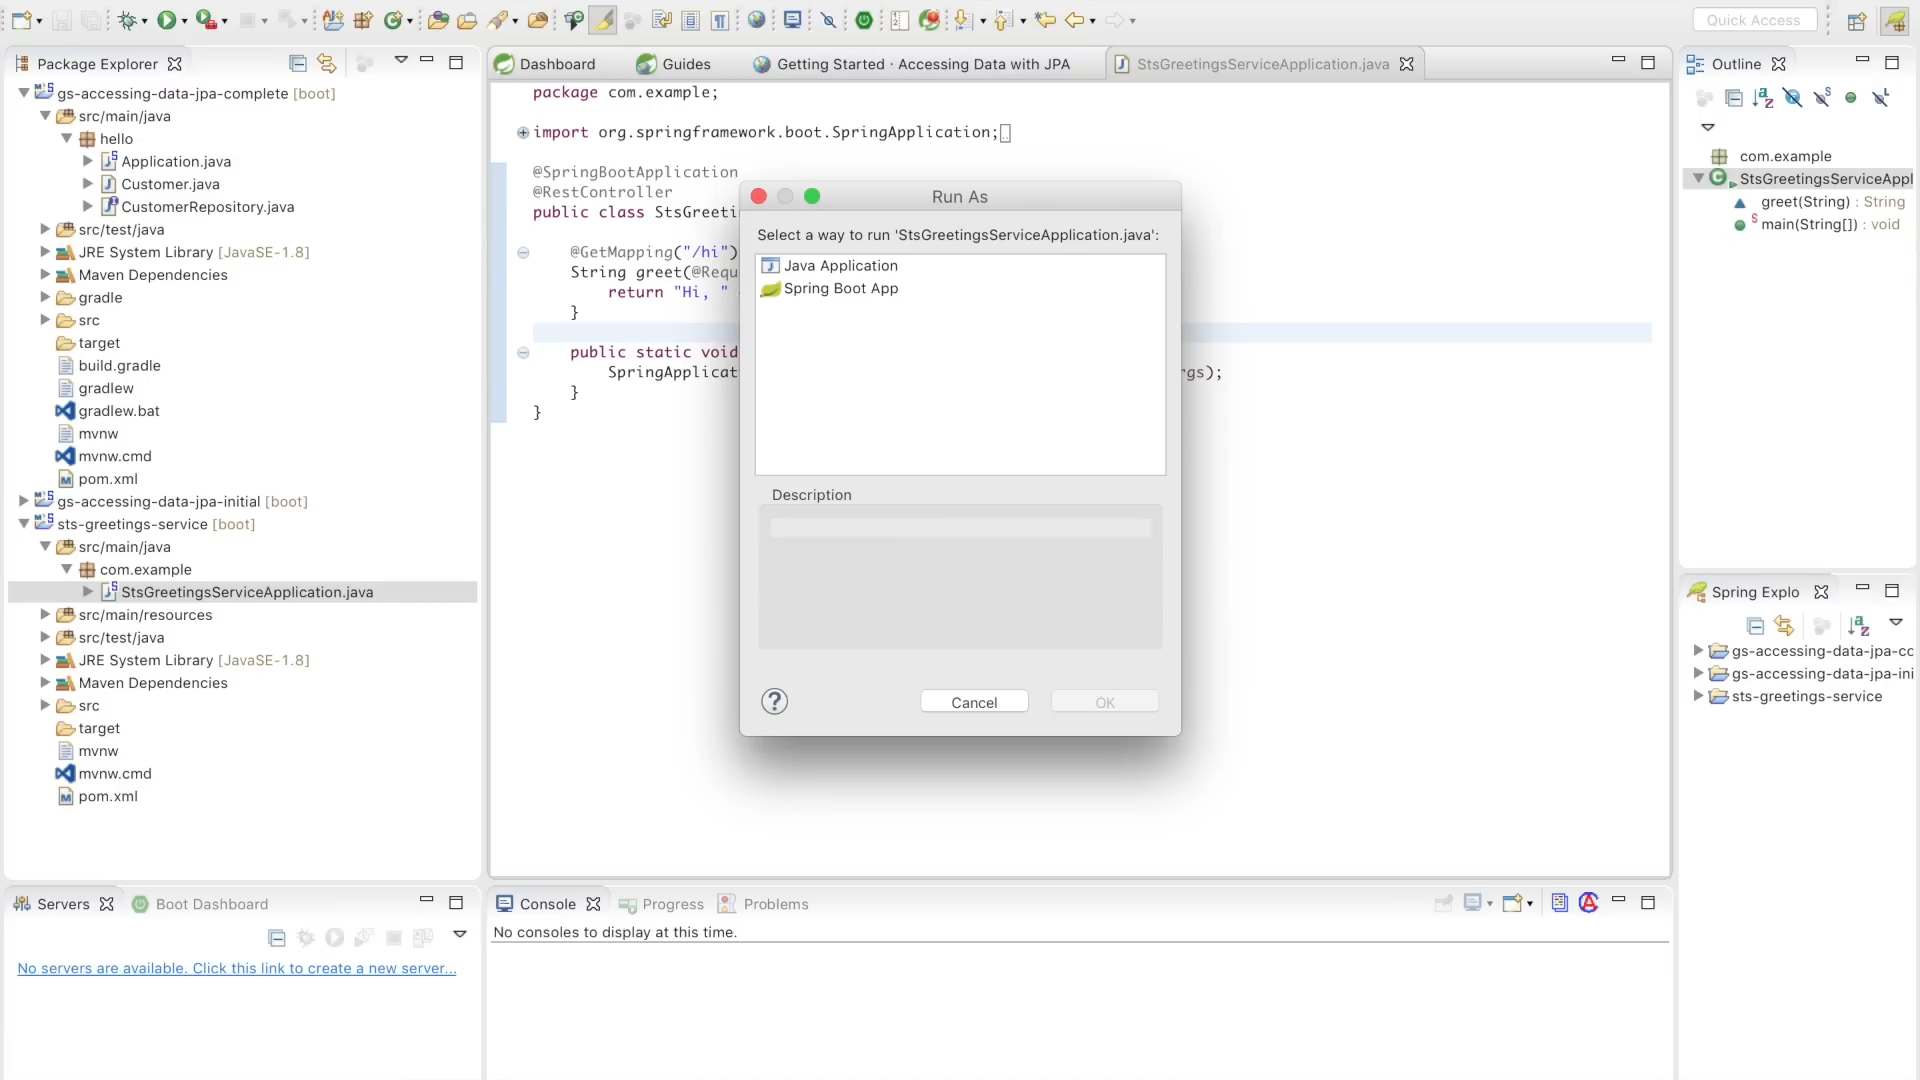 Quick Access
Package Explorer
gs-accessing-data-jpa-complete [boot]
src/main/java
hello
Application.java
Customer.java
CustomerRepository.java
src/test/java
JRE System Library [JavaSE-1.8]
Maven Dependencies
gradle
src
target
build.gradle
gradlew
gradlew.bat
mvnw
mvnw.cmd
pom.xml
gs-accessing-data-jpa-initial [boot]
sts-greetings-service [boot]
src/main/java
com.example
StsGreetingsServiceApplication.java
src/main/resources
src/test/java
JRE System Library [JavaSE-1.8]
Maven Dependencies
src
target
mvnw
mvnw.cmd
pom.xml
Dashboard
Guides
Getting Started · Accessing Data with JPA
StsGreetingsServiceApplication.java
package com.example;
import org.springframework.boot.SpringApplication;
@SpringBootApplication
@RestController
public class StsGreeti
@GetMapping("/hi")
String greet(@Requ
return "Hi, "
}
public static void
SpringApplicat rgs);
}
}
Run As
Select a way to run 'StsGreetingsServiceApplication.java':
Java Application
Spring Boot App
Description
?
Cancel
OK
Outline
com.example
StsGreetingsServiceAppl
greet(String) : String
main(String[]) : void
Spring Explo
gs-accessing-data-jpa-cc
gs-accessing-data-jpa-ini
sts-greetings-service
Servers
Boot Dashboard
No servers are available. Click this link to create a new server...
Console
Progress
Problems
No consoles to display at this time.